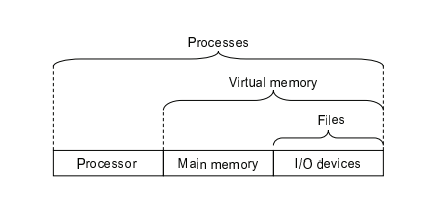 Processes
Virtual memory
Files
Processor
Main memory
I/O devices